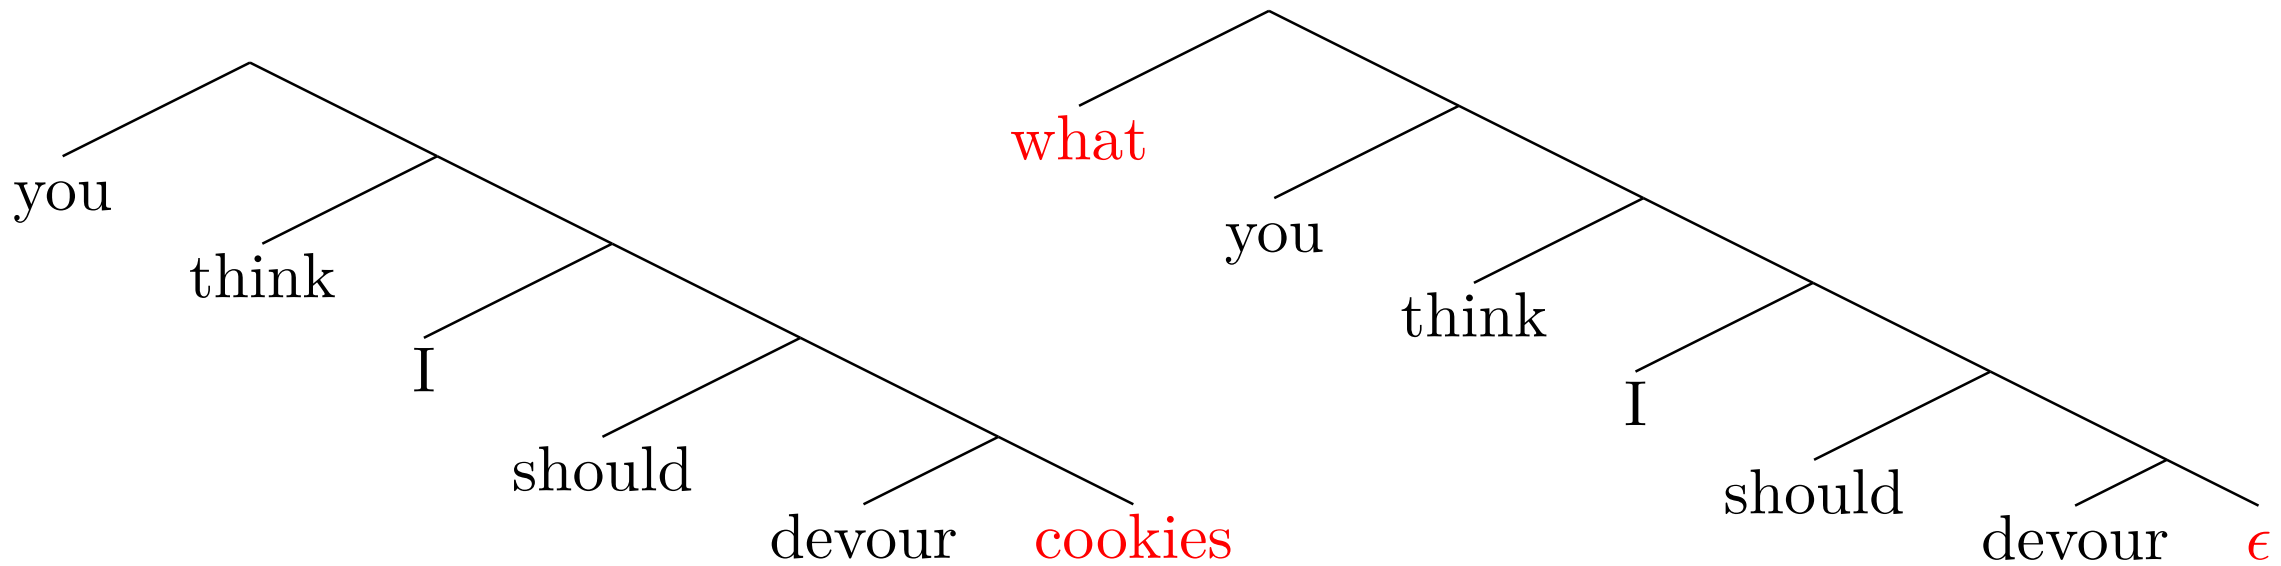 you
think
I
should
devour cookies
what
you
think
I
should
devour ϵ